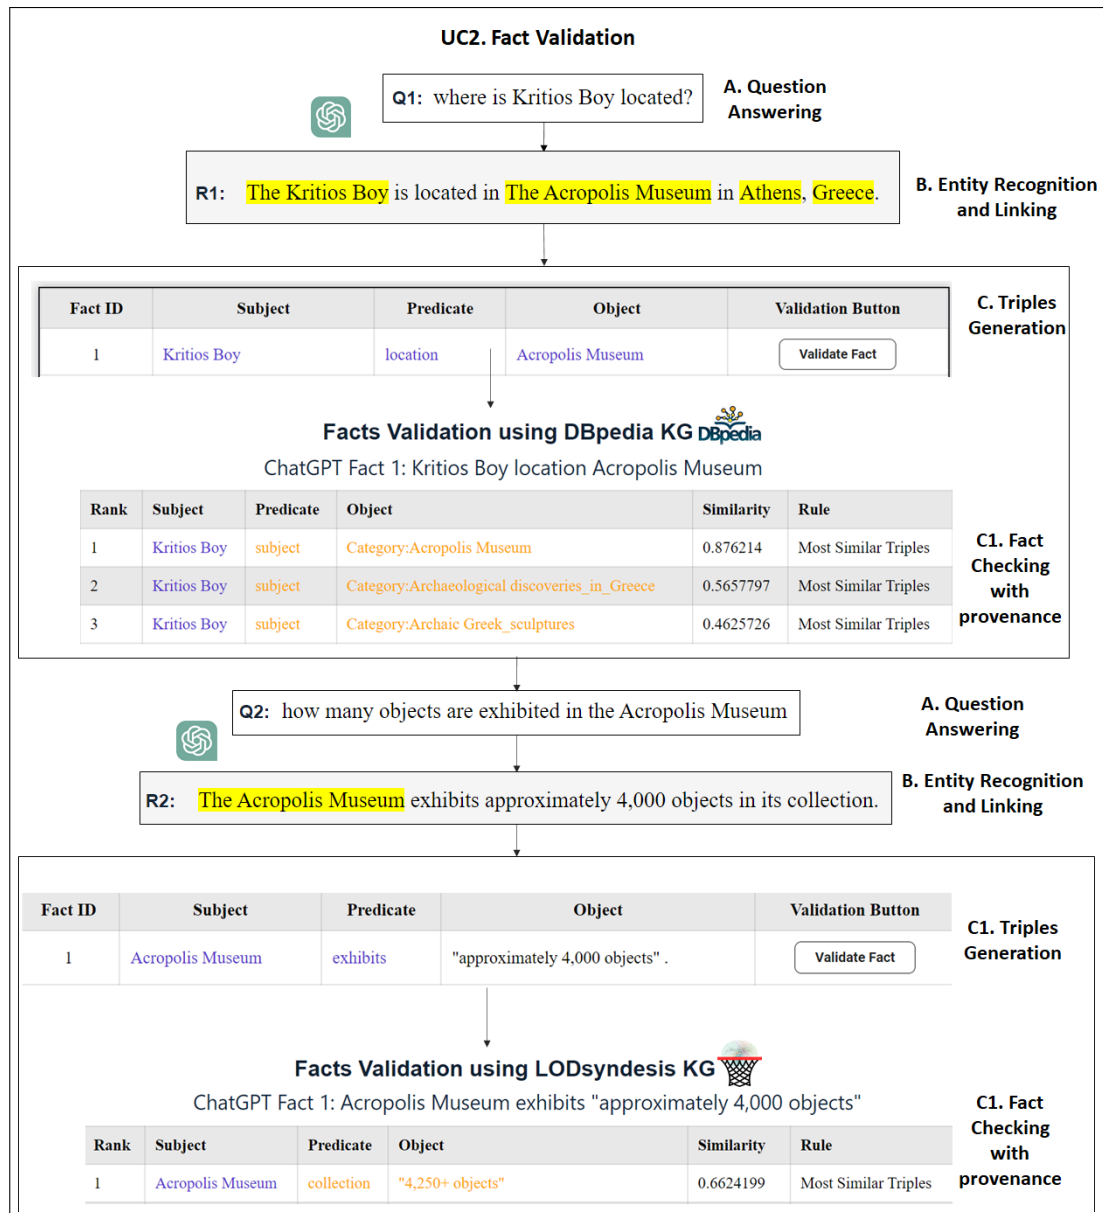 UC2. Fact Validation
Q1: where is Kritios Boy located?
A. Question
Answering
R1: The Kritios Boy is located in The Acropolis Museum in Athens, Greece.
B. Entity Recognition
and Linking
Fact ID Subject Predicate Object Validation Button
1 Kritios Boy location Acropolis Museum Validate Fact
C. Triples
Generation
Facts Validation using DBpedia KG DBpedia
ChatGPT Fact 1: Kritios Boy location Acropolis Museum
Rank Subject Predicate Object Similarity Rule
1 Kritios Boy subject Category:Acropolis Museum 0.876214 Most Similar Triples
2 Kritios Boy subject Category:Archaeological discoveries_in_Greece 0.5657797 Most Similar Triples
3 Kritios Boy subject Category:Archaic Greek_sculptures 0.4625726 Most Similar Triples
C1. Fact
Checking
with
provenance
Q2: how many objects are exhibited in the Acropolis Museum
A. Question
Answering
R2: The Acropolis Museum exhibits approximately 4,000 objects in its collection.
B. Entity Recognition
and Linking
Fact ID Subject Predicate Object Validation Button
1 Acropolis Museum exhibits "approximately 4,000 objects" . Validate Fact
C1. Triples
Generation
Facts Validation using LODsyndesis KG
ChatGPT Fact 1: Acropolis Museum exhibits "approximately 4,000 objects"
Rank Subject Predicate Object Similarity Rule
1 Acropolis Museum collection "4,250+ objects" 0.6624199 Most Similar Triples
C1. Fact
Checking
with
provenance